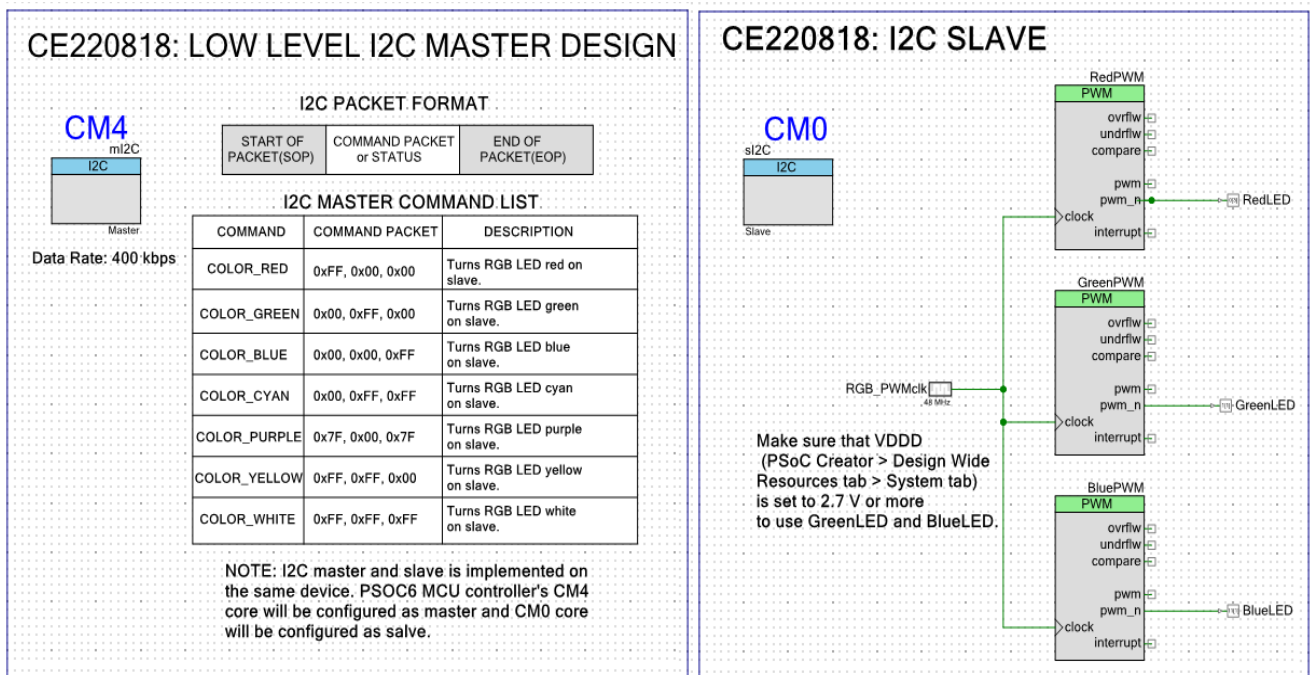 CE220818: LOW LEVEL I2C MASTER DESIGN
I2C PACKET FORMAT
CM4
mI2C
I2C
Master
START OF
PACKET(SOP)
COMMAND PACKET
or STATUS
END OF
PACKET(EOP)
Data Rate: 400 kbps
I2C MASTER COMMAND LIST
COMMAND COMMAND PACKET DESCRIPTION
COLOR_RED 0xFF, 0x00, 0x00 Turns RGB LED red on
slave.
COLOR_GREEN 0x00, 0xFF, 0x00 Turns RGB LED green
on slave.
COLOR_BLUE 0x00, 0x00, 0xFF Turns RGB LED blue
on slave.
COLOR_CYAN 0x00, 0xFF, 0xFF Turns RGB LED cyan
on slave.
COLOR_PURPLE 0x7F, 0x00, 0x7F Turns RGB LED purple
on slave.
COLOR_YELLOW 0xFF, 0xFF, 0x00 Turns RGB LED yellow
on slave.
COLOR_WHITE 0xFF, 0xFF, 0xFF Turns RGB LED white
on slave.
NOTE: I2C master and slave is implemented on
the same device. PSOC6 MCU controller's CM4
core will be configured as master and CM0 core
will be configured as salve.
CE220818: I2C SLAVE
CM0
sI2C
I2C
Slave
RedPWM
PWM
ovrflw
undrflw
compare
pwm
pwm_n
clock
interrupt
RedLED
GreenPWM
PWM
ovrflw
undrflw
compare
pwm
pwm_n
clock
interrupt
GreenLED
RGB_PWMclk
48 MHz
Make sure that VDDD
(PSoC Creator > Design Wide
Resources tab > System tab)
is set to 2.7 V or more
to use GreenLED and BlueLED.
BluePWM
PWM
ovrflw
undrflw
compare
pwm
pwm_n
clock
interrupt
BlueLED